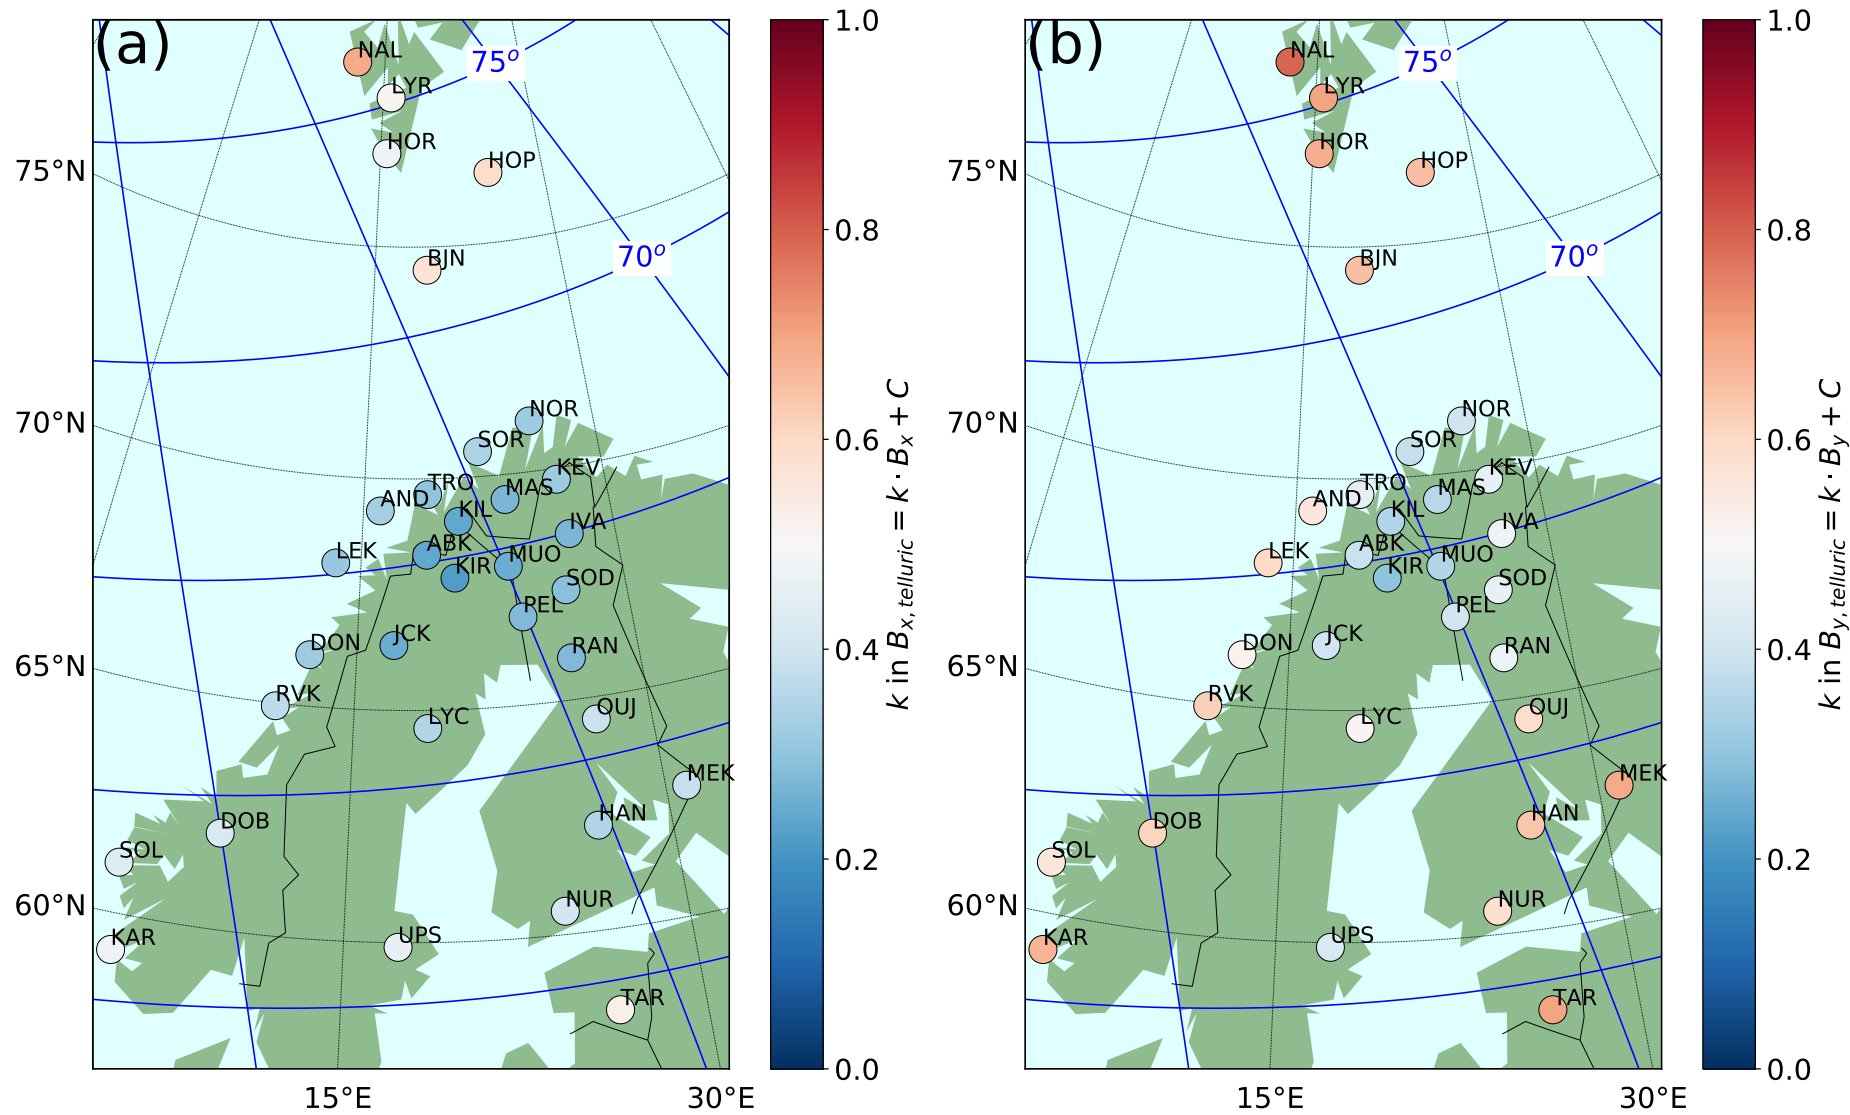 (a)
NAL
75°
LYR
HOR
HOP
75°N
70°
BJN
70°N
NOR
SOR
KEV
TRO
MAS
AND
KIL
IVA
ABK
MUO
LEK
KIR
SOD
PEL
DON
JCK
RAN
65°N
RVK
LYC
OUJ
MEK
DOB
HAN
SOL
NUR
60°N
KAR
UPS
TAR
15°E
30°E
1.0
0.8
0.6
0.4
0.2
0.0
k in B_{x, telluric} = k · B_x + C
(b)
NAL
75°
LYR
HOR
HOP
75°N
70°
BJN
70°N
NOR
SOR
KEV
TRO
MAS
AND
KIL
IVA
ABK
MUO
LEK
KIR
SOD
PEL
DON
JCK
RAN
65°N
RVK
LYC
OUJ
MEK
DOB
HAN
SOL
NUR
60°N
KAR
UPS
TAR
15°E
30°E
1.0
0.8
0.6
0.4
0.2
0.0
k in B_{y, telluric} = k · B_y + C